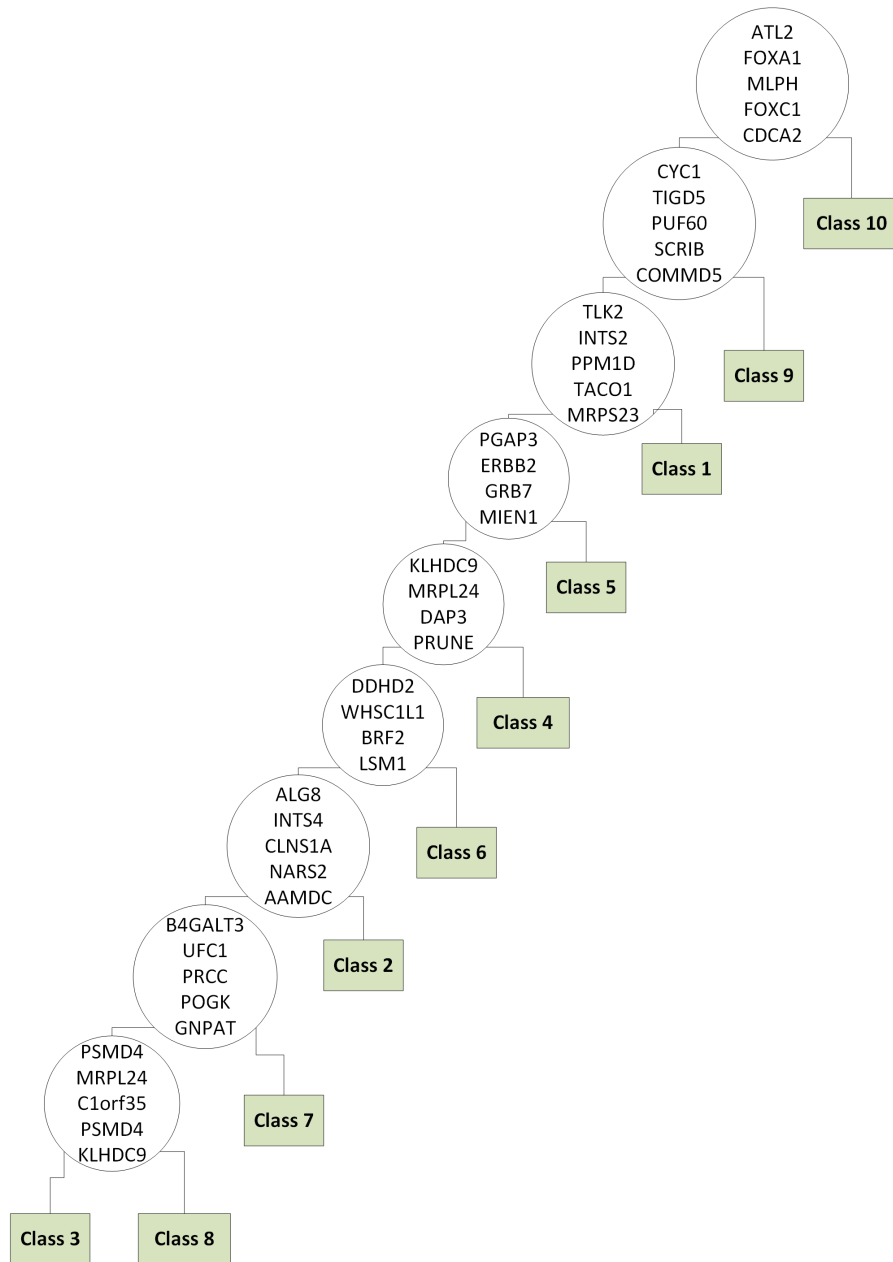 ATL2
FOXA1
MLPH
FOXC1
CDCA2
CYC1
TIGD5
PUF60
SCRIB
COMMD5
Class 10
TLK2
INTS2
PPM1D
TACO1
MRPS23
Class 9
PGAP3
ERBB2
GRB7
MIEN1
Class 1
KLHDC9
MRPL24
DAP3
PRUNE
Class 5
DDHD2
WHSC1L1
BRF2
LSM1
Class 4
ALG8
INTS4
CLNS1A
NARS2
AAMDC
Class 6
B4GALT3
UFC1
PRCC
POGK
GNPAT
Class 2
PSMD4
MRPL24
C1orf35
PSMD4
KLHDC9
Class 7
Class 3
Class 8